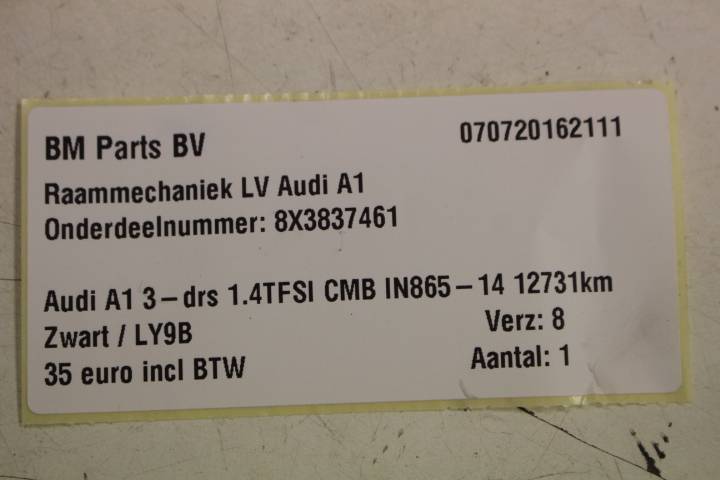 BM Parts BV 070720162111
Raammechaniek LV Audi A1
Onderdeelnummer: 8X3837461
Audi A1 3-drs 1.4TFSI CMB IN865-14 12731km
Zwart / LY9B Verz: 8
35 euro incl BTW Aantal: 1